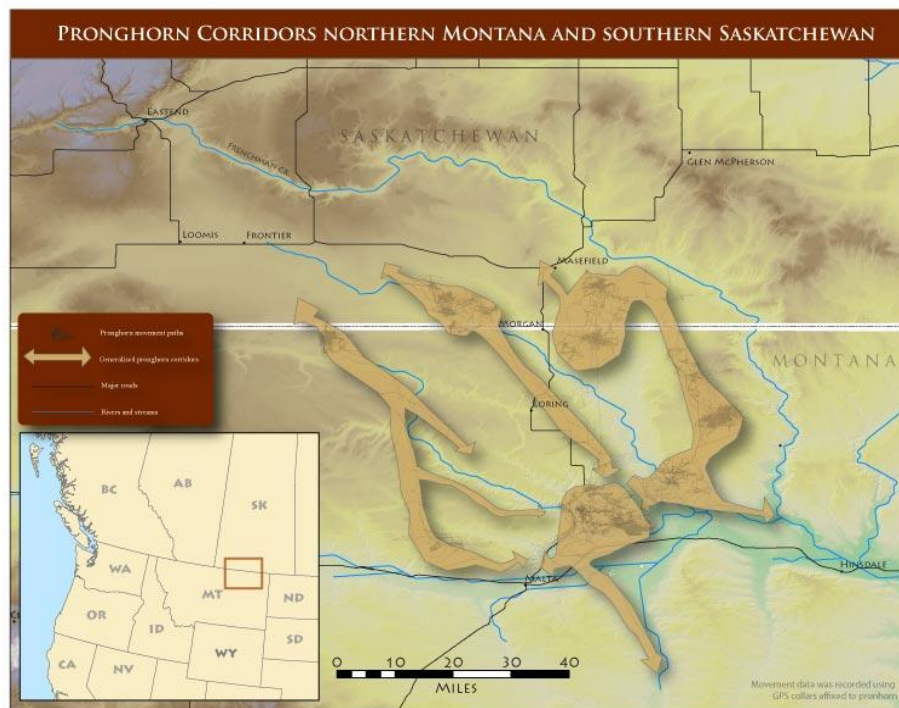 PRONGHORN CORRIDORS NORTHERN MONTANA AND SOUTHERN SASKATCHEWAN
EASTEND
SASKATCHEWAN
FRENCHMAN CR.
GLEN MCPHERSON
LOOMIS
FRONTIER
MASEFIELD
MORGAN
MONTANA
LORING
Pronghorn movement paths
Generalized pronghorn corridors
Major roads
Rivers and streams
BC
AB
SK
WA
MT
ND
OR
ID
SD
WY
CA
NV
MALTA
HINSDALE
0 10 20 40
MILES
Movement data was recorded using
GPS collars affixed to pronhorn